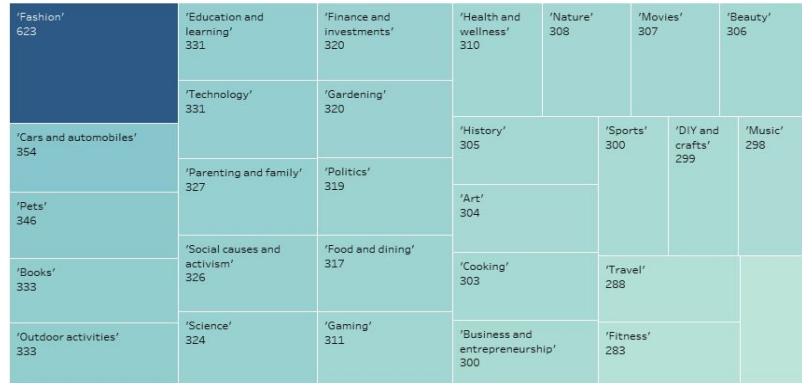 'Fashion'
623
'Cars and automobiles'
354
'Pets'
346
'Books'
333
'Outdoor activities'
333
'Education and
learning'
331
'Technology'
331
'Parenting and family'
327
'Social causes and
activism'
326
'Science'
324
'Finance and
investments'
320
'Gardening'
320
'Politics'
319
'Food and dining'
317
'Gaming'
311
'Health and
wellness'
310
'Nature'
308
'Movies'
307
'Beauty'
306
'History'
305
'Art'
304
'Cooking'
303
'Business and
entrepreneurship'
300
'Sports'
300
'DIY and
crafts'
299
'Music'
298
'Travel'
288
'Fitness'
283